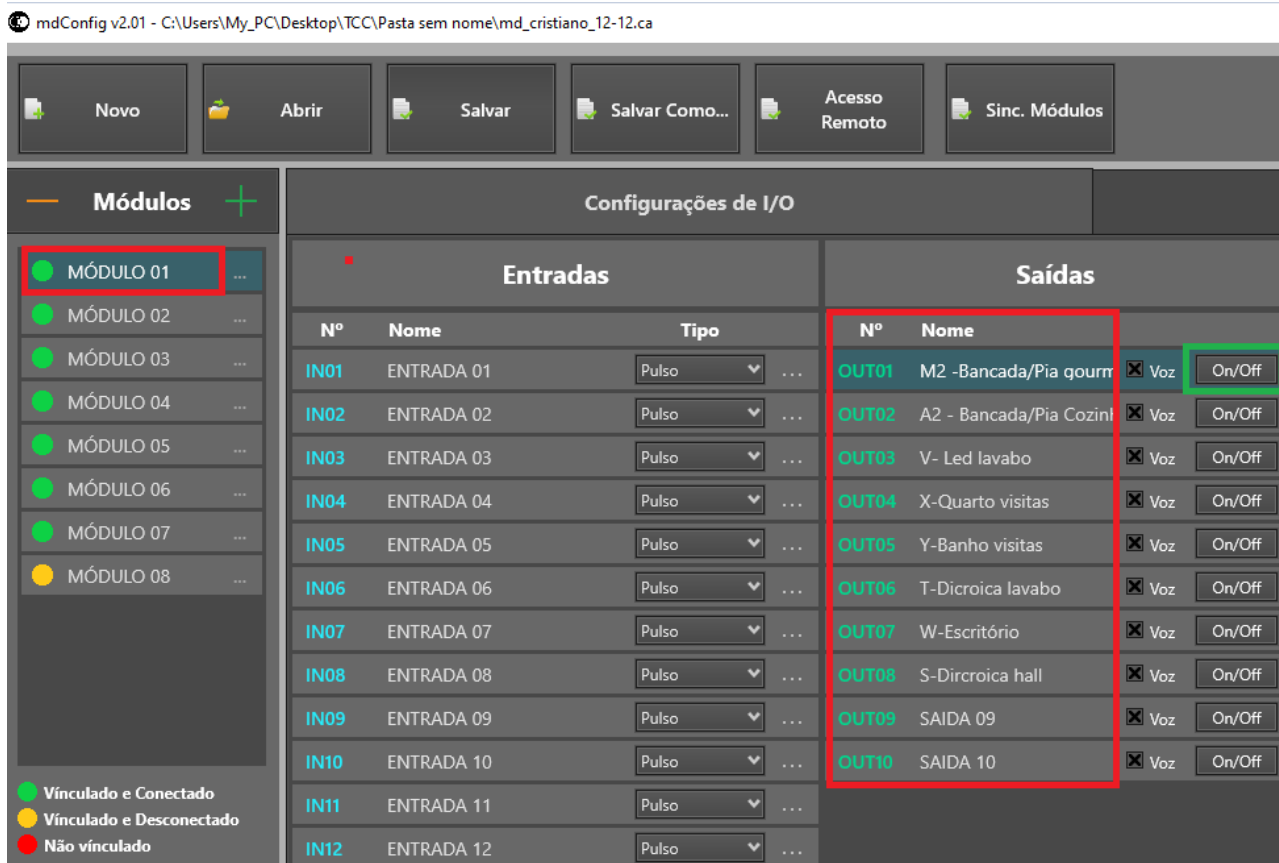 mdConfig v2.01 - C:\Users\My_PC\Desktop\TCC\Pasta sem nome\md_cristiano_12-12.ca
Novo
Abrir
Salvar
Salvar Como...
Acesso
Remoto
Sinc. Módulos
Módulos
MÓDULO 01 ...
MÓDULO 02 ...
MÓDULO 03 ...
MÓDULO 04 ...
MÓDULO 05 ...
MÓDULO 06 ...
MÓDULO 07 ...
MÓDULO 08 ...
Vínculado e Conectado
Vínculado e Desconectado
Não vínculado
Configurações de I/O
Entradas
Nº Nome Tipo
IN01 ENTRADA 01 Pulso ...
IN02 ENTRADA 02 Pulso ...
IN03 ENTRADA 03 Pulso ...
IN04 ENTRADA 04 Pulso ...
IN05 ENTRADA 05 Pulso ...
IN06 ENTRADA 06 Pulso ...
IN07 ENTRADA 07 Pulso ...
IN08 ENTRADA 08 Pulso ...
IN09 ENTRADA 09 Pulso ...
IN10 ENTRADA 10 Pulso ...
IN11 ENTRADA 11 Pulso ...
IN12 ENTRADA 12 Pulso ...
Saídas
Nº Nome
OUT01 M2 -Bancada/Pia gourm Voz On/Off
OUT02 A2 - Bancada/Pia Cozinh Voz On/Off
OUT03 V- Led lavabo Voz On/Off
OUT04 X-Quarto visitas Voz On/Off
OUT05 Y-Banho visitas Voz On/Off
OUT06 T-Dicroica lavabo Voz On/Off
OUT07 W-Escritório Voz On/Off
OUT08 S-Dircroica hall Voz On/Off
OUT09 SAIDA 09 Voz On/Off
OUT10 SAIDA 10 Voz On/Off